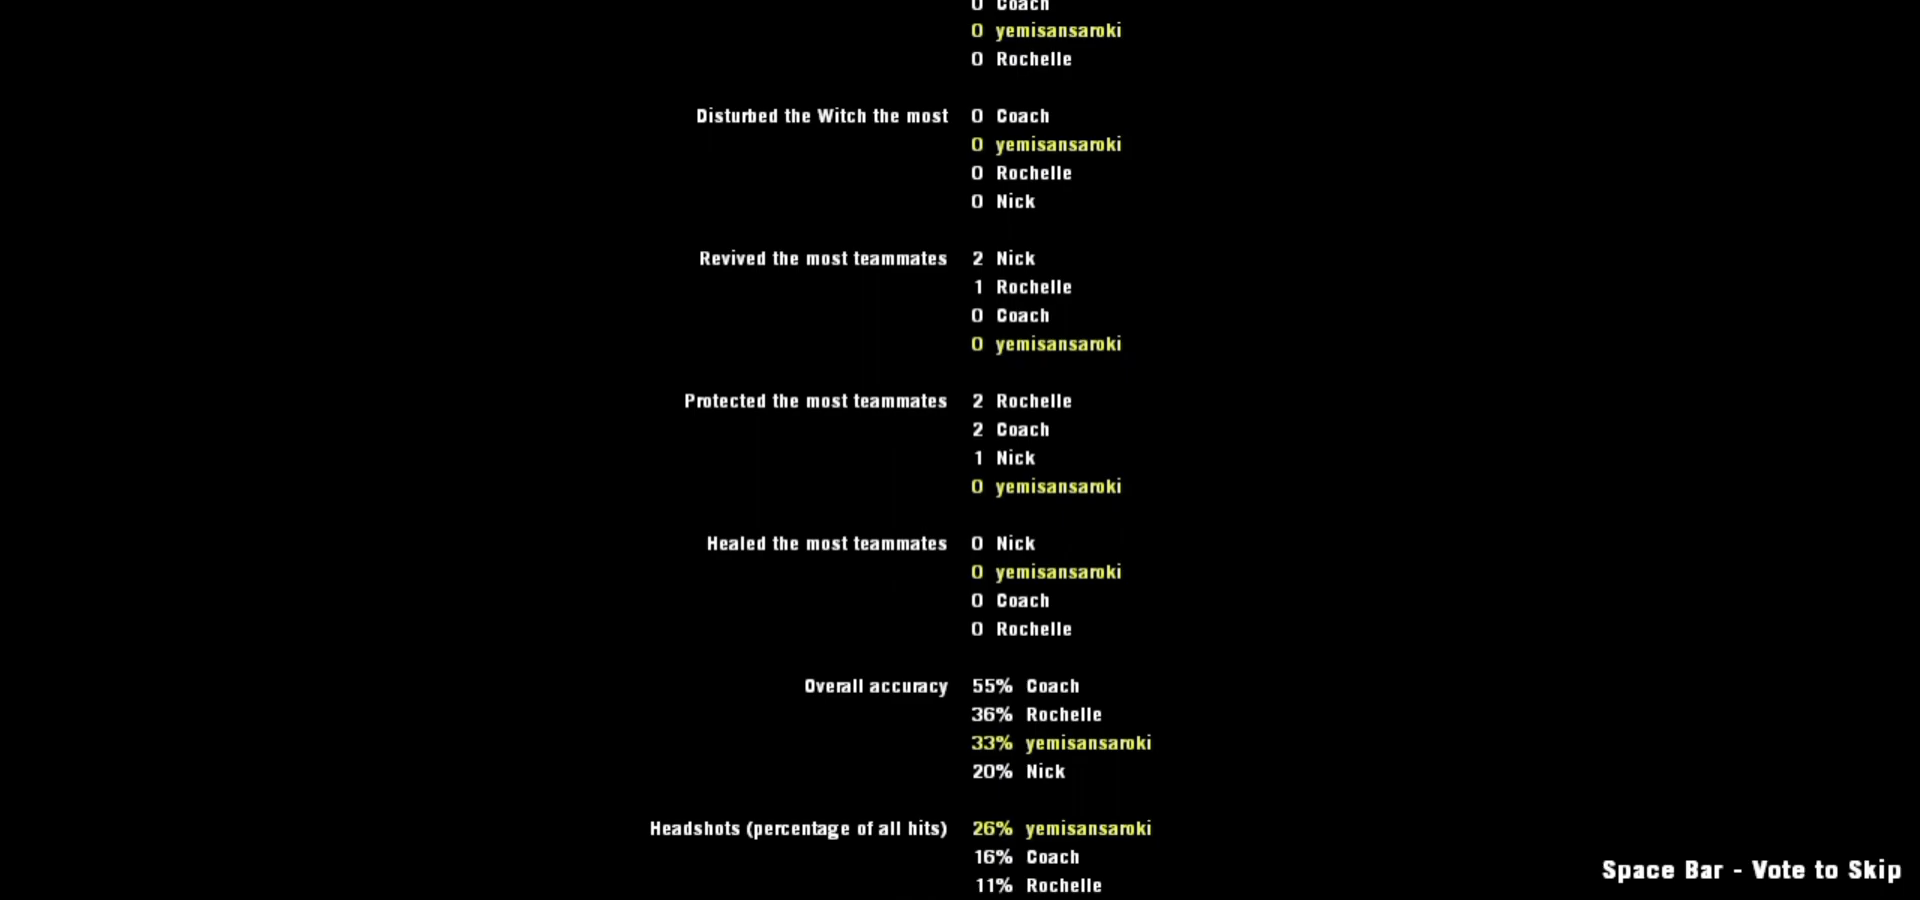 0 Coach
0 yemisansaroki
0 Rochelle
Disturbed the Witch the most 0 Coach
0 yemisansaroki
0 Rochelle
0 Nick
Revived the most teammates 2 Nick
1 Rochelle
0 Coach
0 yemisansaroki
Protected the most teammates 2 Rochelle
2 Coach
1 Nick
0 yemisansaroki
Healed the most teammates 0 Nick
0 yemisansaroki
0 Coach
0 Rochelle
Overall accuracy 55% Coach
36% Rochelle
33% yemisansaroki
20% Nick
Headshots (percentage of all hits) 26% yemisansaroki
16% Coach
11% Rochelle
Space Bar - Vote to Skip